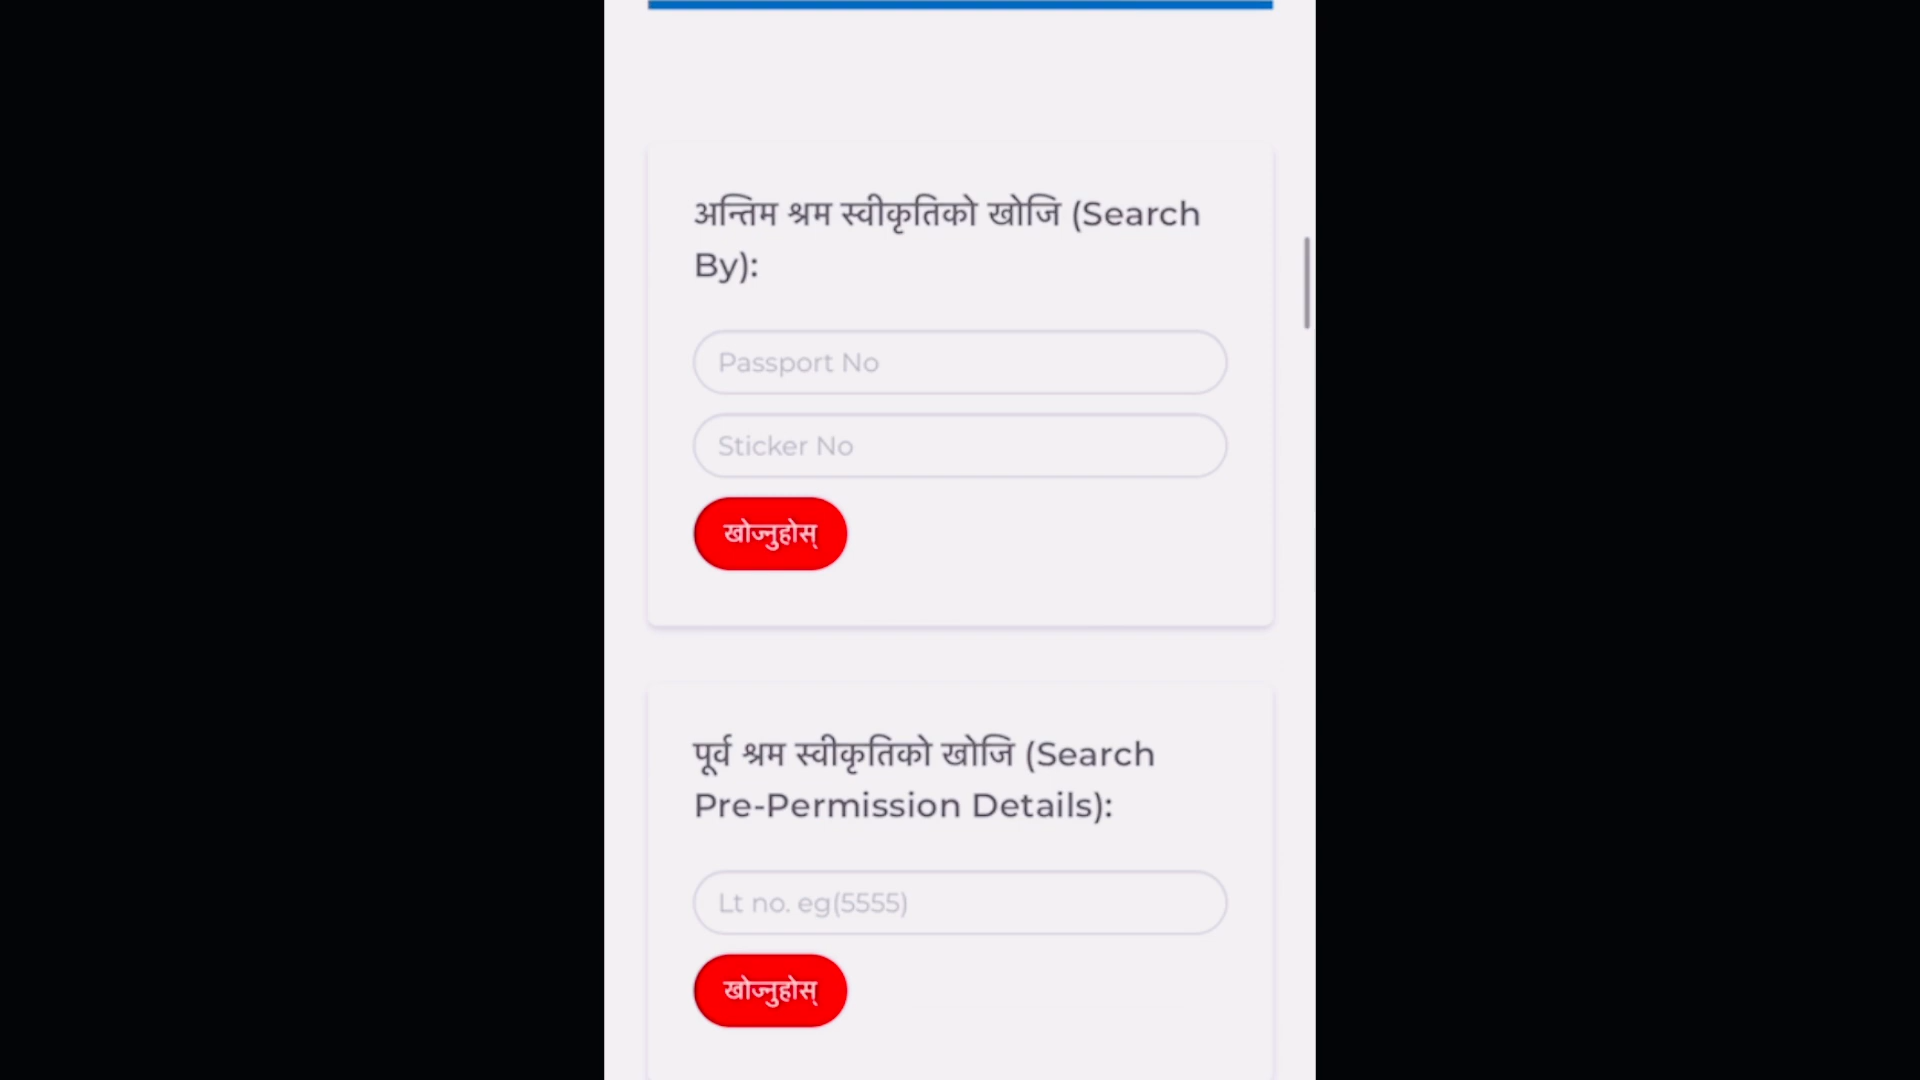 अन्तिम श्रम स्वीकृतिको खोजि (Search
By):
Passport No
Sticker No
खोज्नुहोस्
पूर्व श्रम स्वीकृतिको खोजि (Search
Pre-Permission Details):
Lt no. eg(5555)
खोज्नुहोस्